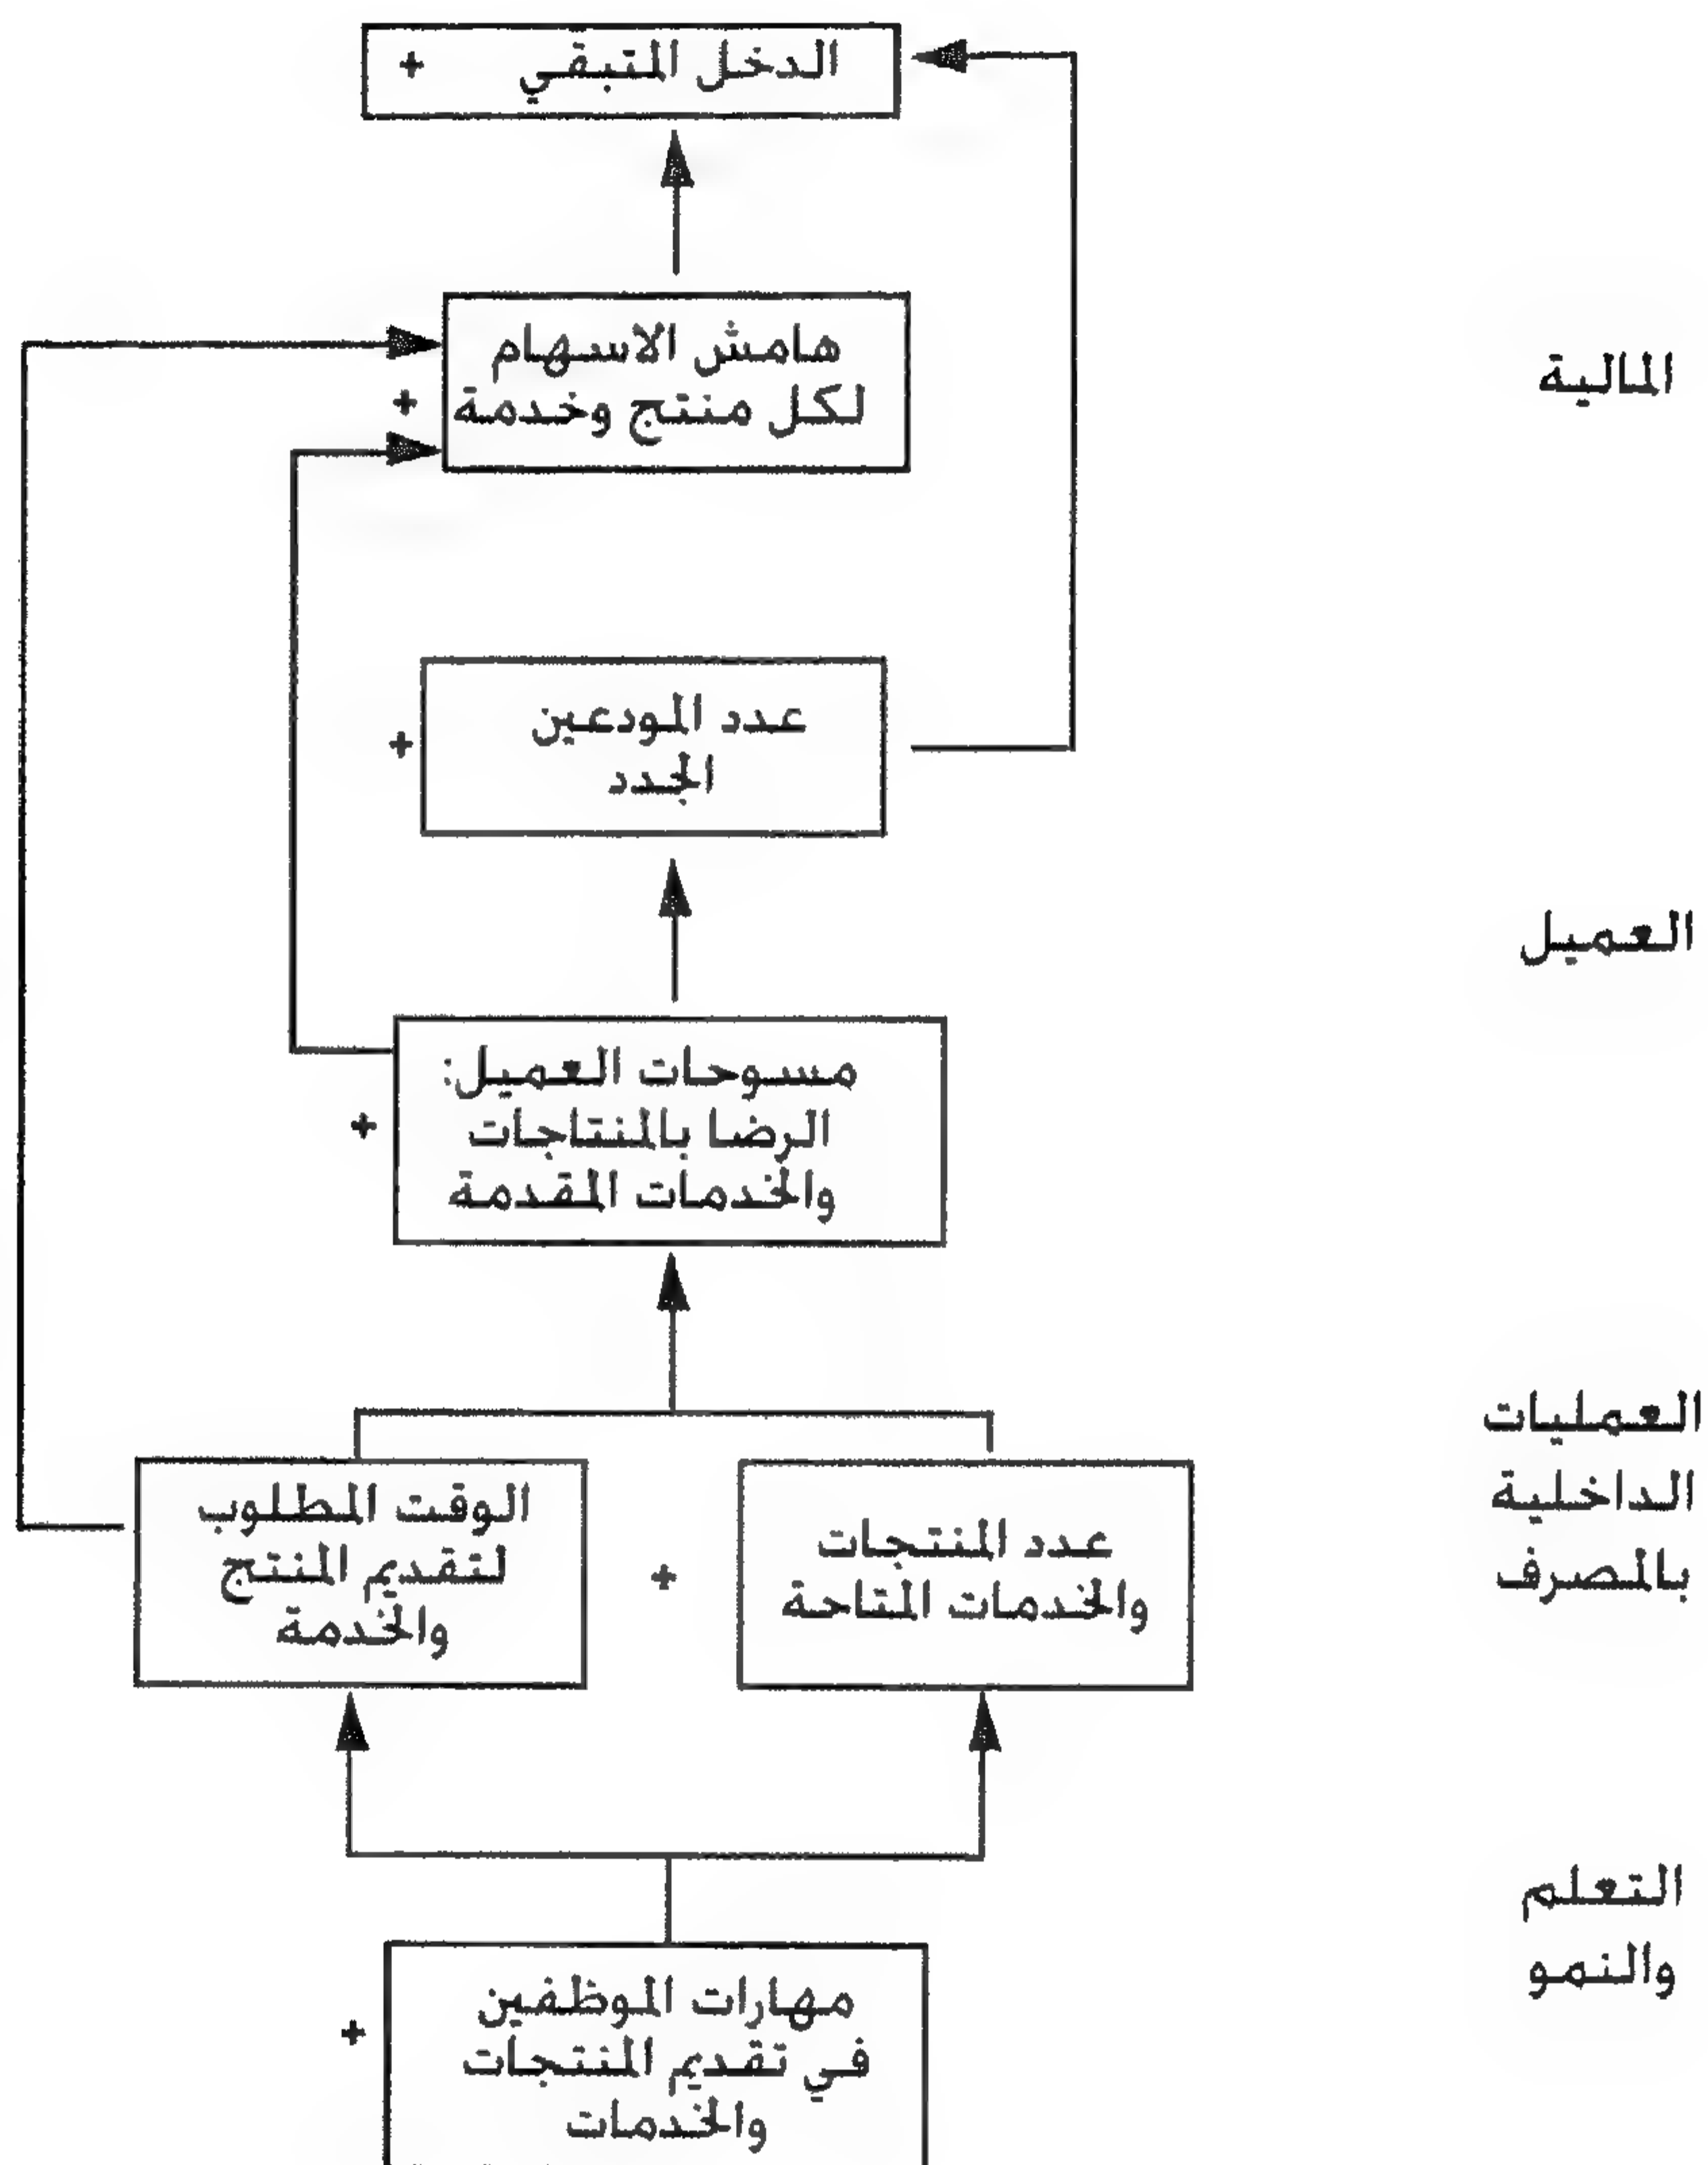 الدخل المتبقي +
المالية
هامش الاسهام
لكل منتج وخدمة +
عدد المودعين
الجدد
+
العميل
مسوحات العميل:
الرضا بالمنتاجات
والخدمات المقدمة
+
العمليات
الداخلية
بالمصرف
عدد المنتجات
والخدمات المتاحة
+
الوقت المطلوب
لتقديم المنتج
والخدمة
التعلم
والنمو
مهارات الموظفين
في تقديم المنتجات
والخدمات
+